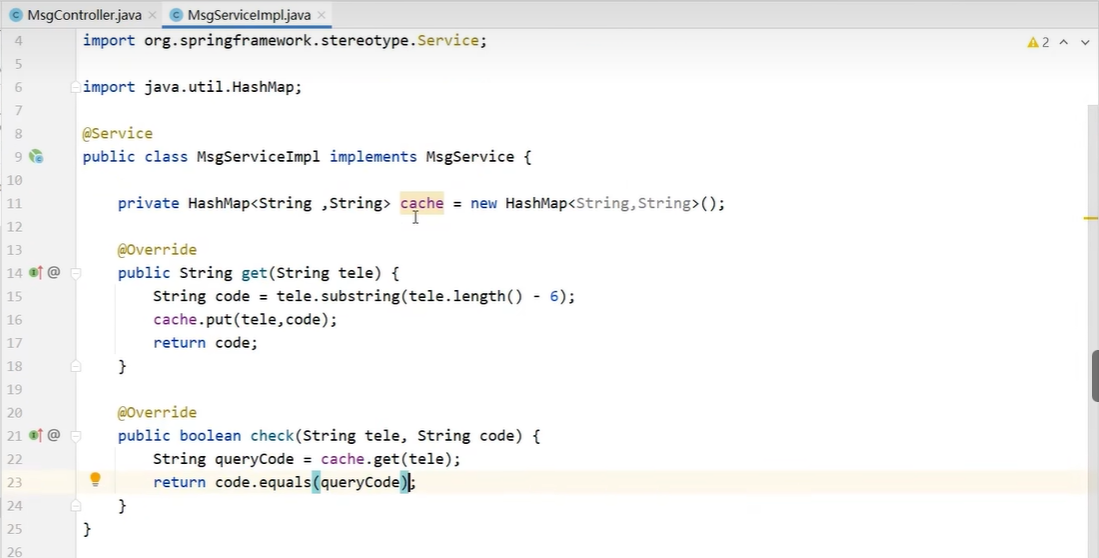 MsgController.java × MsgServiceImpl.java ×
2
4 import org.springframework.stereotype.Service;
5
6 import java.util.HashMap;
7
8 @Service
9 public class MsgServiceImpl implements MsgService {
10
11 private HashMap<String ,String> cache = new HashMap<String,String>();
12
13 @Override
14 @ public String get(String tele) {
15 String code = tele.substring(tele.length() - 6);
16 cache.put(tele,code);
17 return code;
18 }
19
20 @Override
21 @ public boolean check(String tele, String code) {
22 String queryCode = cache.get(tele);
23 return code.equals(queryCode);
24 }
25 }
26